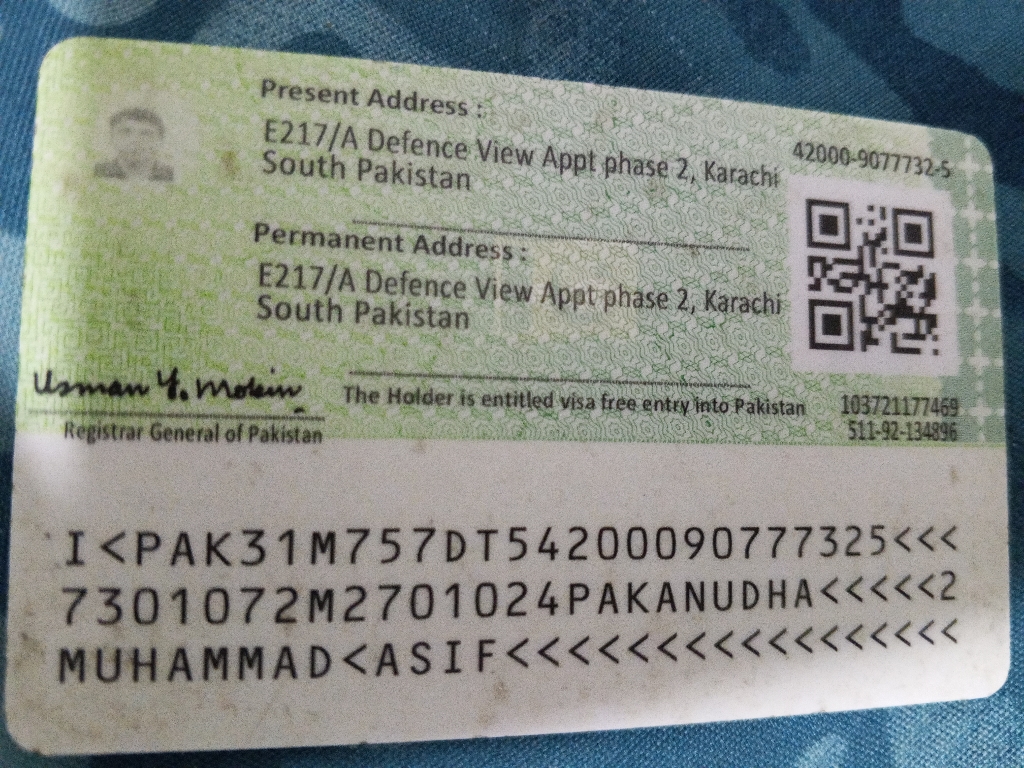 Present Address :
E217/A Defence View Appt phase 2, Karachi
South Pakistan
42000-9077732-5
Permanent Address :
E217/A Defence View Appt phase 2, Karachi
South Pakistan
Usman Y. Mobin
Registrar General of Pakistan
The Holder is entitled visa free entry into Pakistan
103721177469
511-92-134896
I<PAK31M757DT54200090777325<<<
7301072M2701024PAKANUDHA<<<<<2
MUHAMMAD<ASIF<<<<<<<<<<<<<<<<<